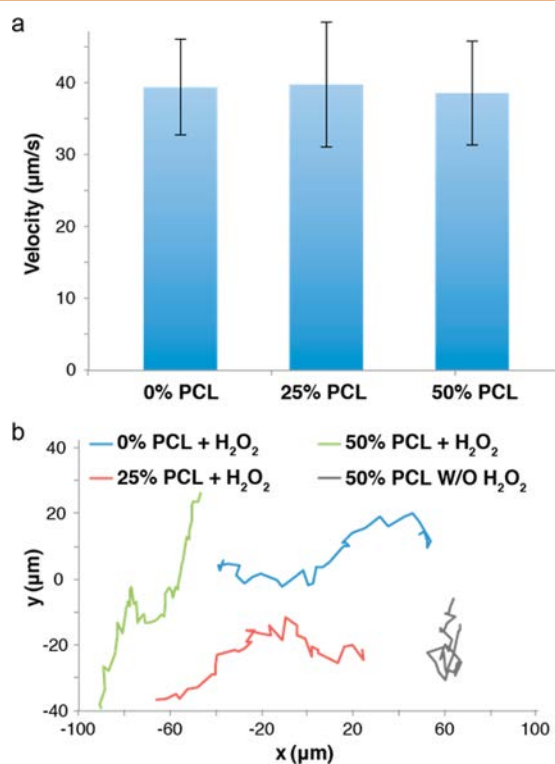 a
Velocity (µm/s)
40
30
20
10
0
0% PCL
25% PCL
50% PCL
b
0% PCL + H₂O₂
50% PCL + H₂O₂
25% PCL + H₂O₂
50% PCL W/O H₂O₂
y (µm)
40
20
0
-20
-40
-100
-60
-20
20
60
100
x (µm)